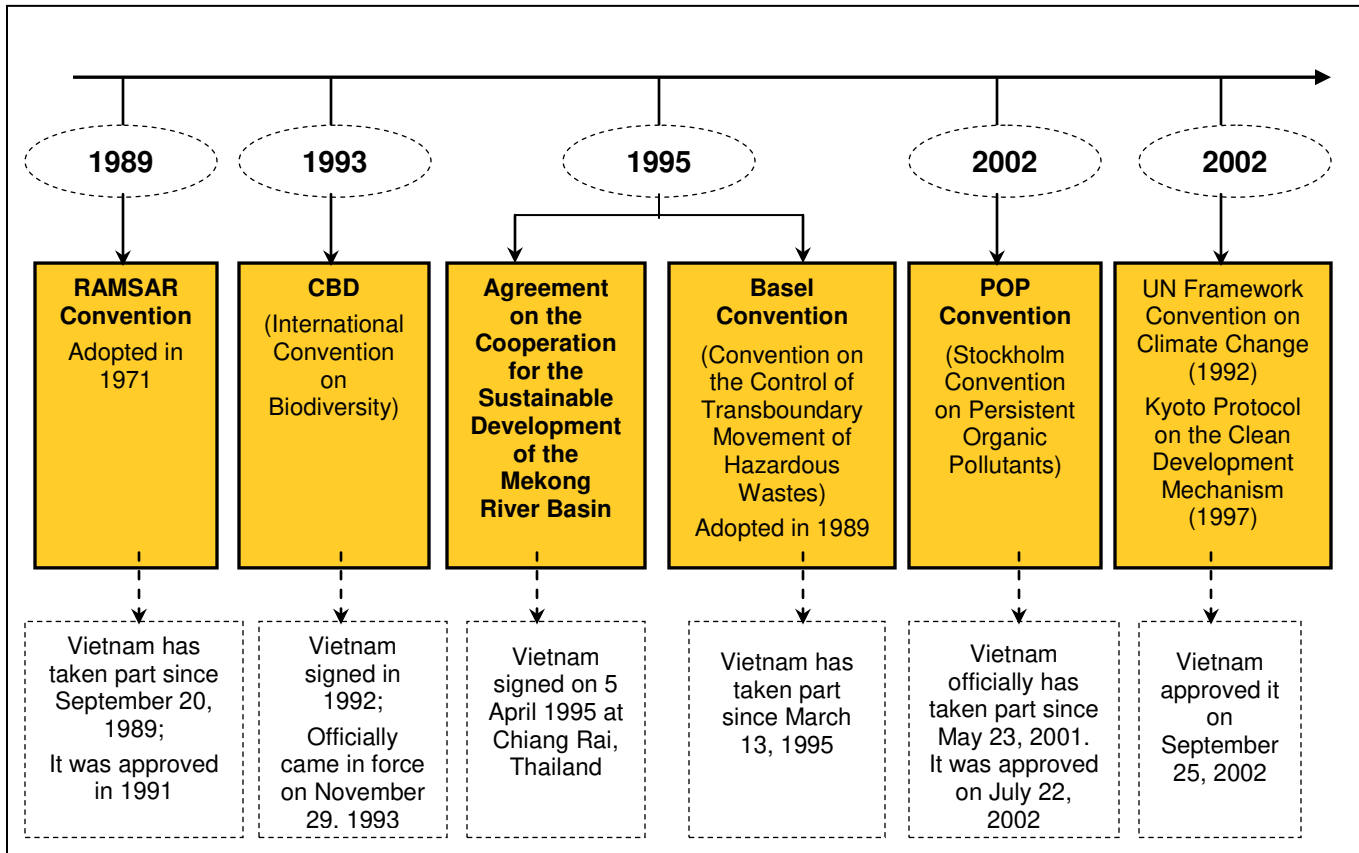 1989
1993
1995
2002
2002
RAMSAR
Convention
Adopted in
1971
CBD
(International
Convention
on
Biodiversity)
Agreement
on the
Cooperation
for the
Sustainable
Development
of the
Mekong
River Basin
Basel
Convention
(Convention on
the Control of
Transboundary
Movement of
Hazardous
Wastes)
Adopted in 1989
POP
Convention
(Stockholm
Convention
on Persistent
Organic
Pollutants)
UN Framework
Convention on
Climate Change
(1992)
Kyoto Protocol
on the Clean
Development
Mechanism
(1997)
Vietnam has
taken part since
September 20,
1989;
It was approved
in 1991
Vietnam
signed in
1992;
Officially
came in force
on November
29. 1993
Vietnam
signed on 5
April 1995 at
Chiang Rai,
Thailand
Vietnam has
taken part
since March
13, 1995
Vietnam
officially has
taken part since
May 23, 2001.
It was approved
on July 22,
2002
Vietnam
approved it
on
September
25, 2002